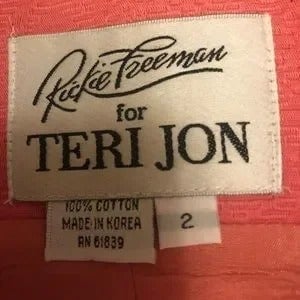 Rickie Freeman
for
TERI JON
100% COTTON
MADE IN KOREA
RN 61839
2